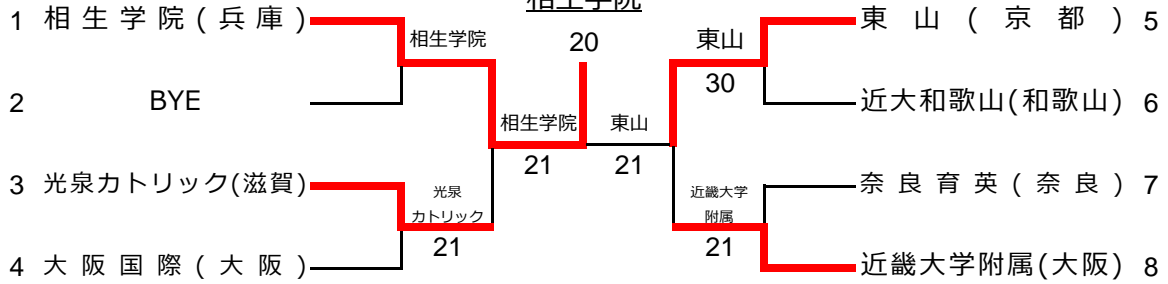 相生学院
1 相生学院(兵庫)
相生学院
20
東山
東山(京都) 5
30
2 BYE
近大和歌山(和歌山) 6
相生学院
東山
21
21
3 光泉カトリック(滋賀)
光泉
カトリック
21
近畿大学
附属
21
奈良育英(奈良) 7
4 大阪国際(大阪)
近畿大学附属(大阪) 8